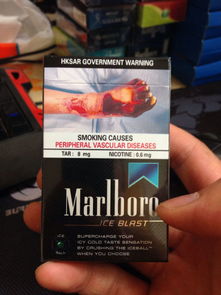 HKSAR GOVERNMENT WARNING
SMOKING CAUSES
PERIPHERAL VASCULAR DISEASES
TAR : 8 mg NICOTINE : 0.6 mg
Marlboro
ICE BLAST
SUPERCHARGE YOUR
ICY COLD TASTE SENSATION
BY CRUSHING THE ICEBALL
WHEN YOU CHOOSE